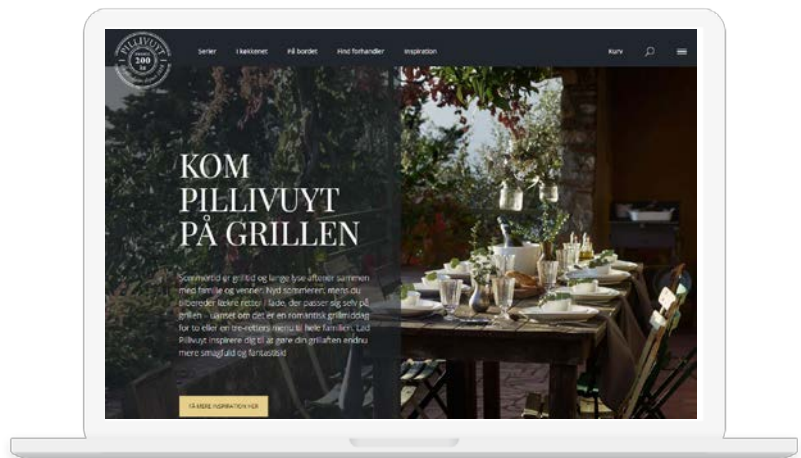 PILLIVUYT
200
år
Serier
I køkkenet
På bordet
Find forhandler
Inspiration
Kurv
KOM
PILLIVUYT
PÅ GRILLEN
Sommertid er grilltid og lange lyse aftener sammen
med familie og venner. Nyd sommeren, mens du
tilbereder lækre retter i fade, der passer sig selv på
grillen – uanset om det er en romantisk grillmiddag
for to eller en tre-retters menu til hele familien. Lad
Pillivuyt inspirere dig til at gøre din grillaften endnu
mere smagfuld og fantastisk!
FÅ MERE INSPIRATION HER